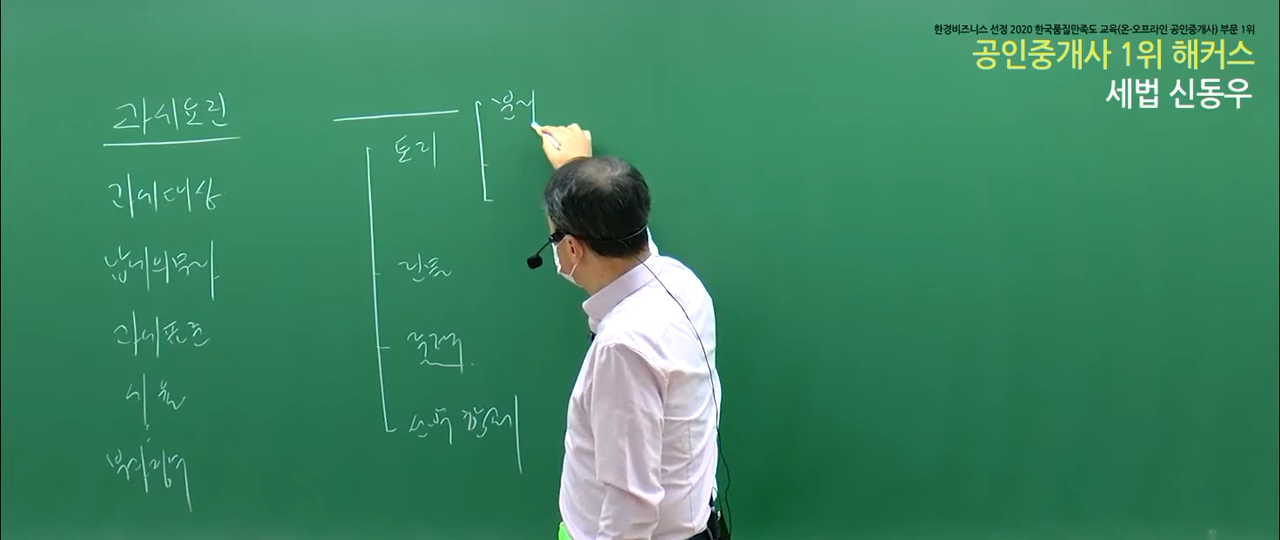 한경비즈니스 선정 2020 한국품질만족도 교육(온·오프라인 공인중개사) 부문 1위
공인중개사 1위 해커스
세법 신동우
과세요건
과세대상
납세의무자
과세표준
세율
부과징수
토지
건축
주택
선박 항공기
분